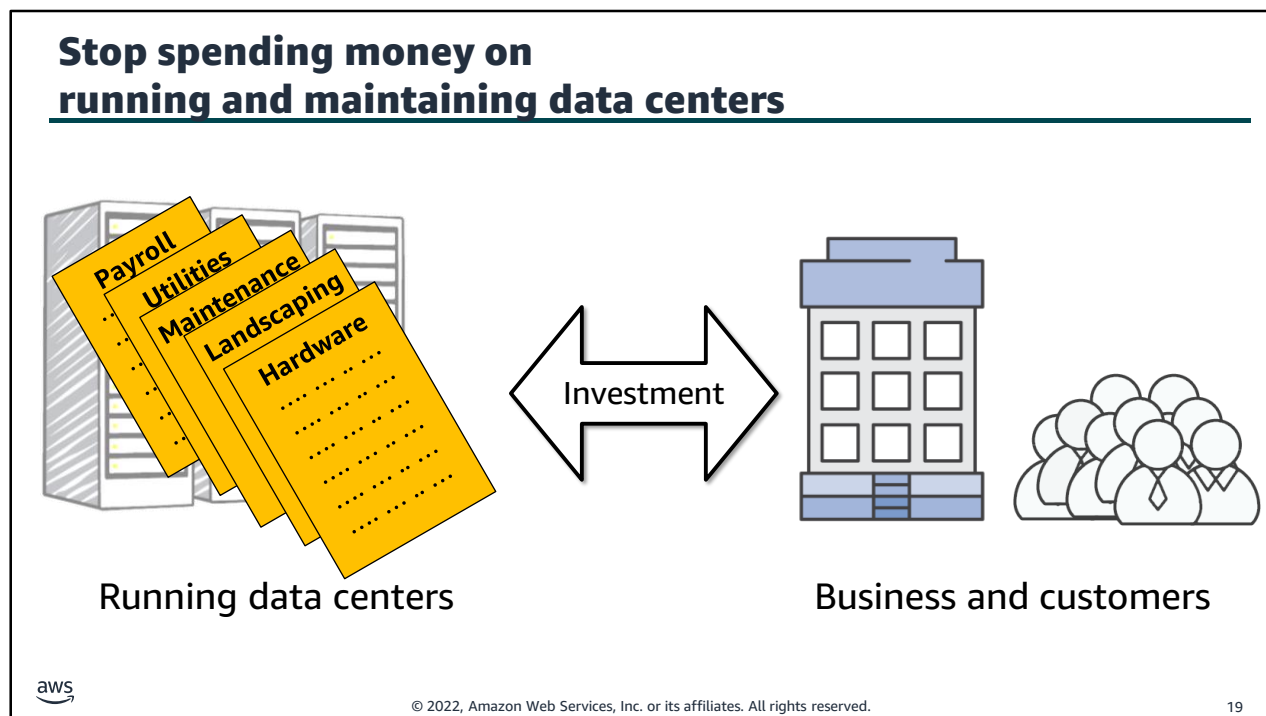 Stop spending money on
running and maintaining data centers
Payroll
Utilities
Maintenance
Landscaping
Hardware
Investment
Running data centers
Business and customers
aws
© 2022, Amazon Web Services, Inc. or its affiliates. All rights reserved.
19